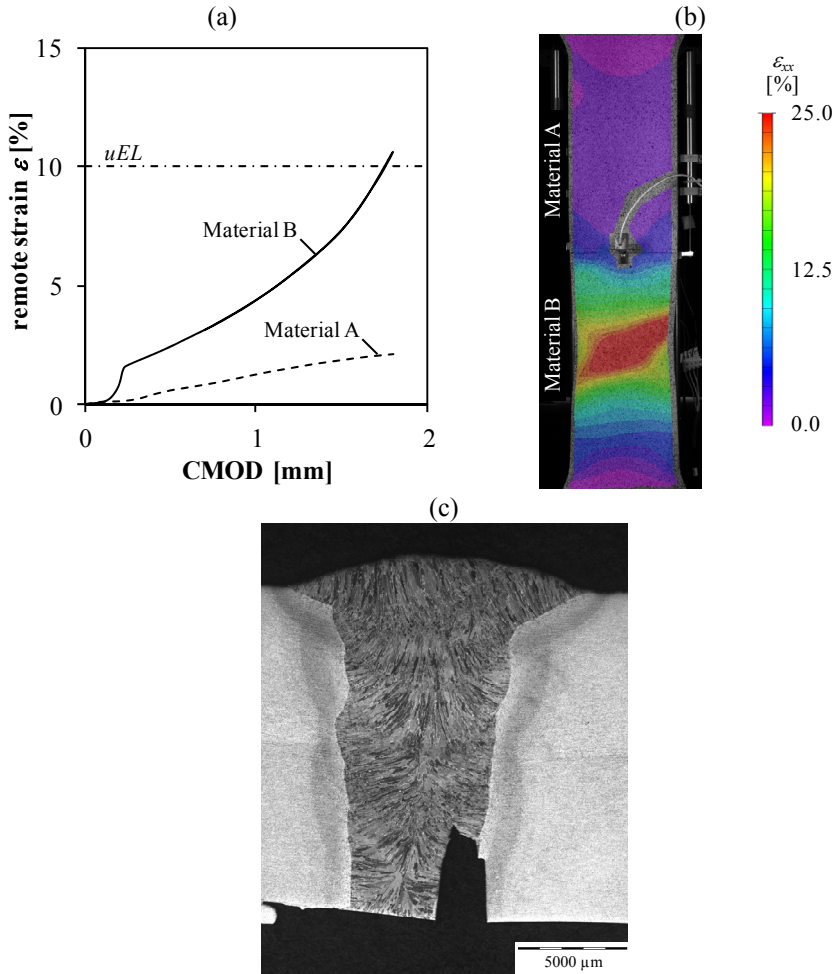 (a)
15
10
5
0
remote strain ε [%]
uEL
Material B
Material A
0
1
2
CMOD [mm]
(b)
Material A
Material B
εxx
[%]
25.0
12.5
0.0
(c)
5000 µm